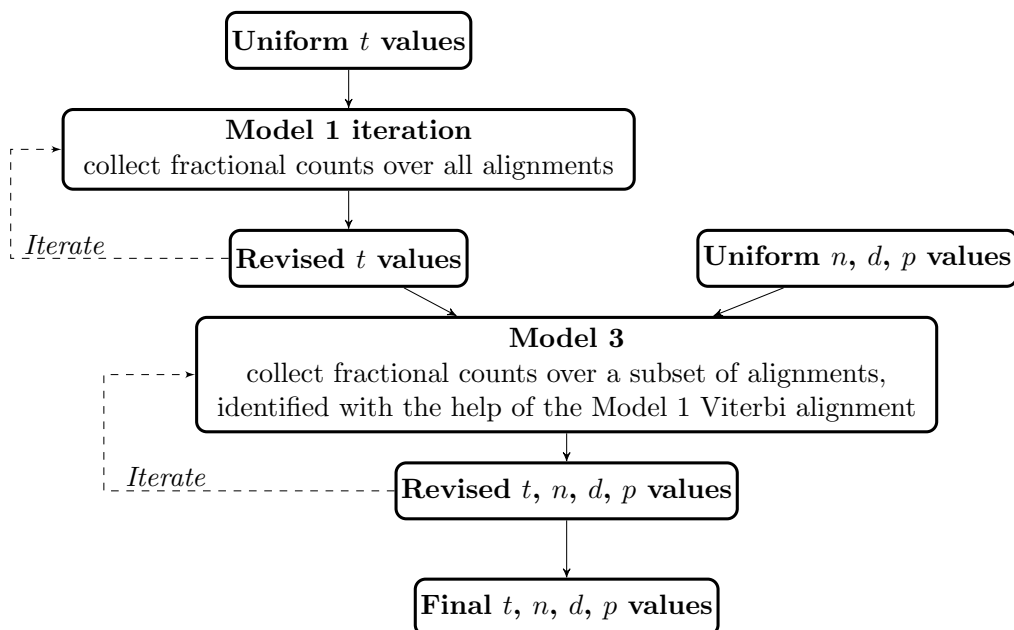 Uniform t values
Model 1 iteration
collect fractional counts over all alignments
Iterate
Revised t values
Uniform n, d, p values
Model 3
collect fractional counts over a subset of alignments,
identified with the help of the Model 1 Viterbi alignment
Iterate
Revised t, n, d, p values
Final t, n, d, p values